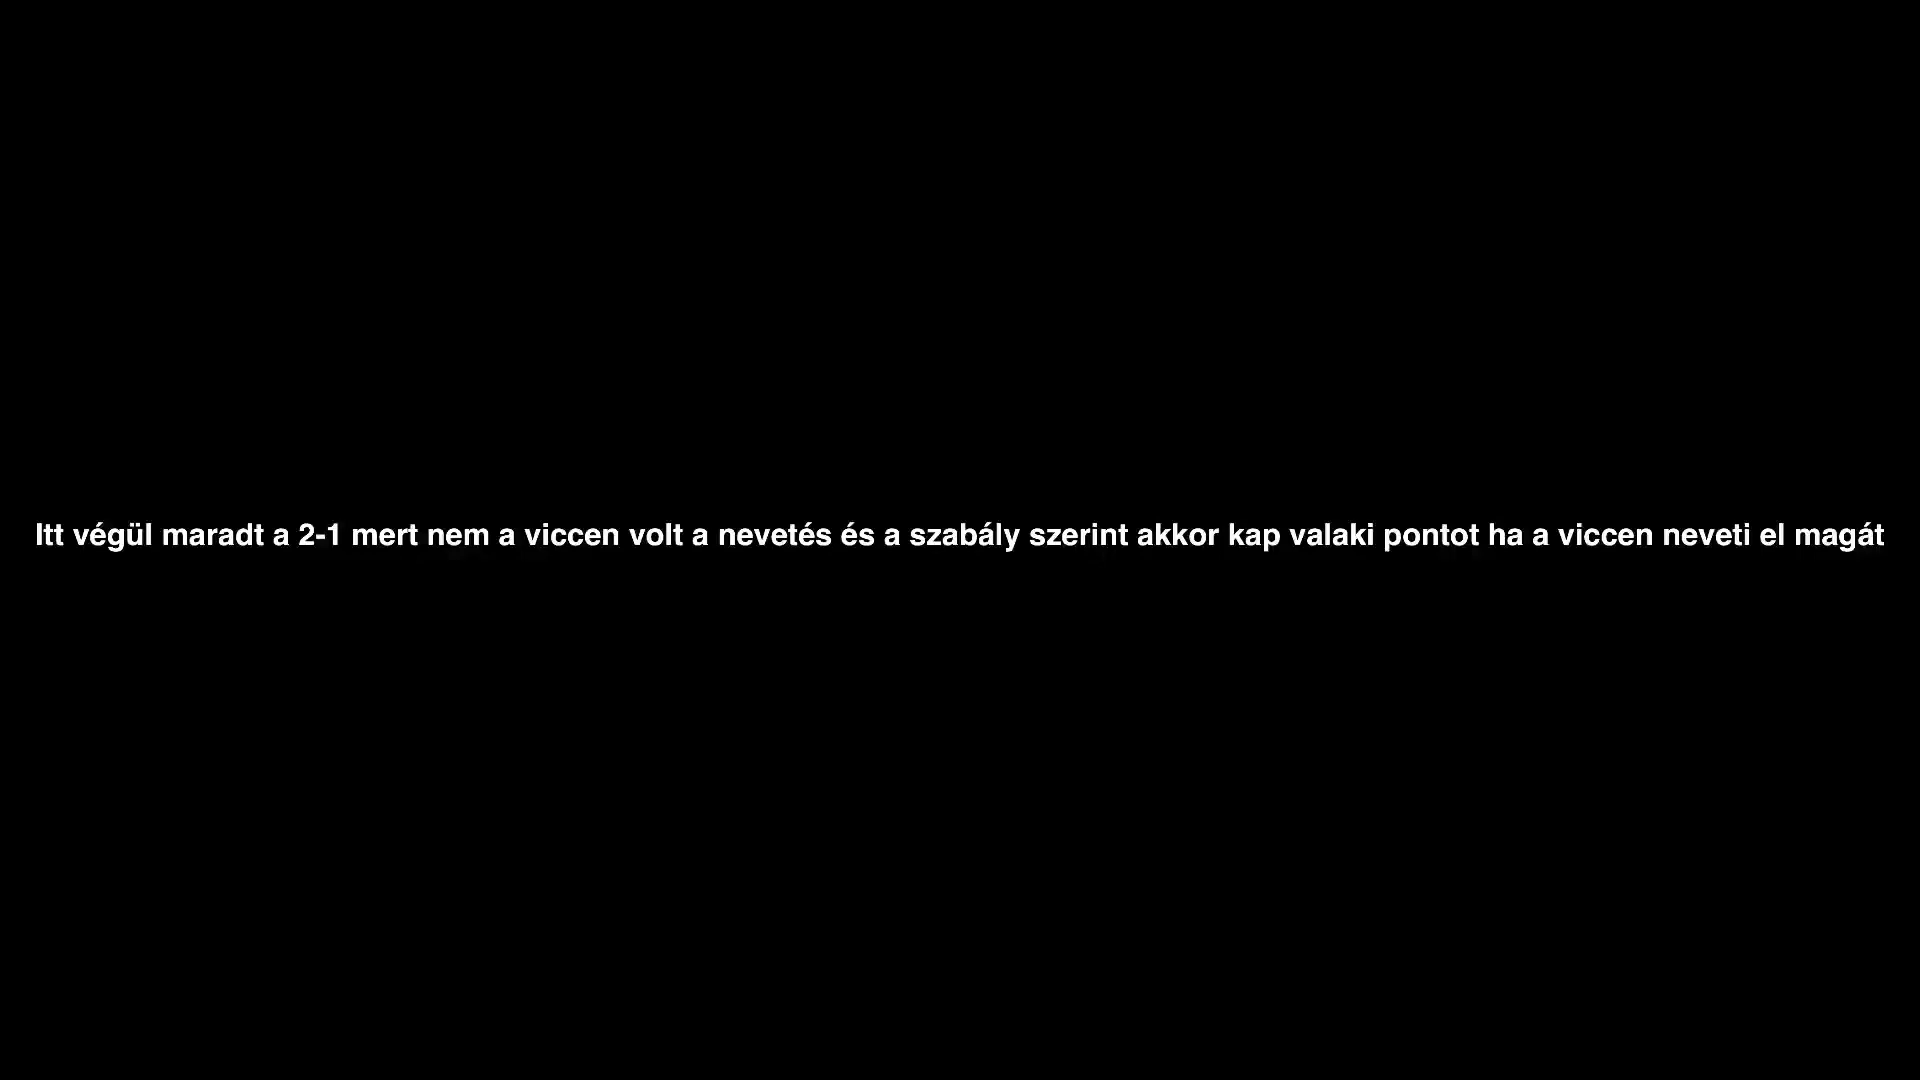 Itt végül maradt a 2-1 mert nem a viccen volt a nevetés és a szabály szerint akkor kap valaki pontot ha a viccen neveti el magát